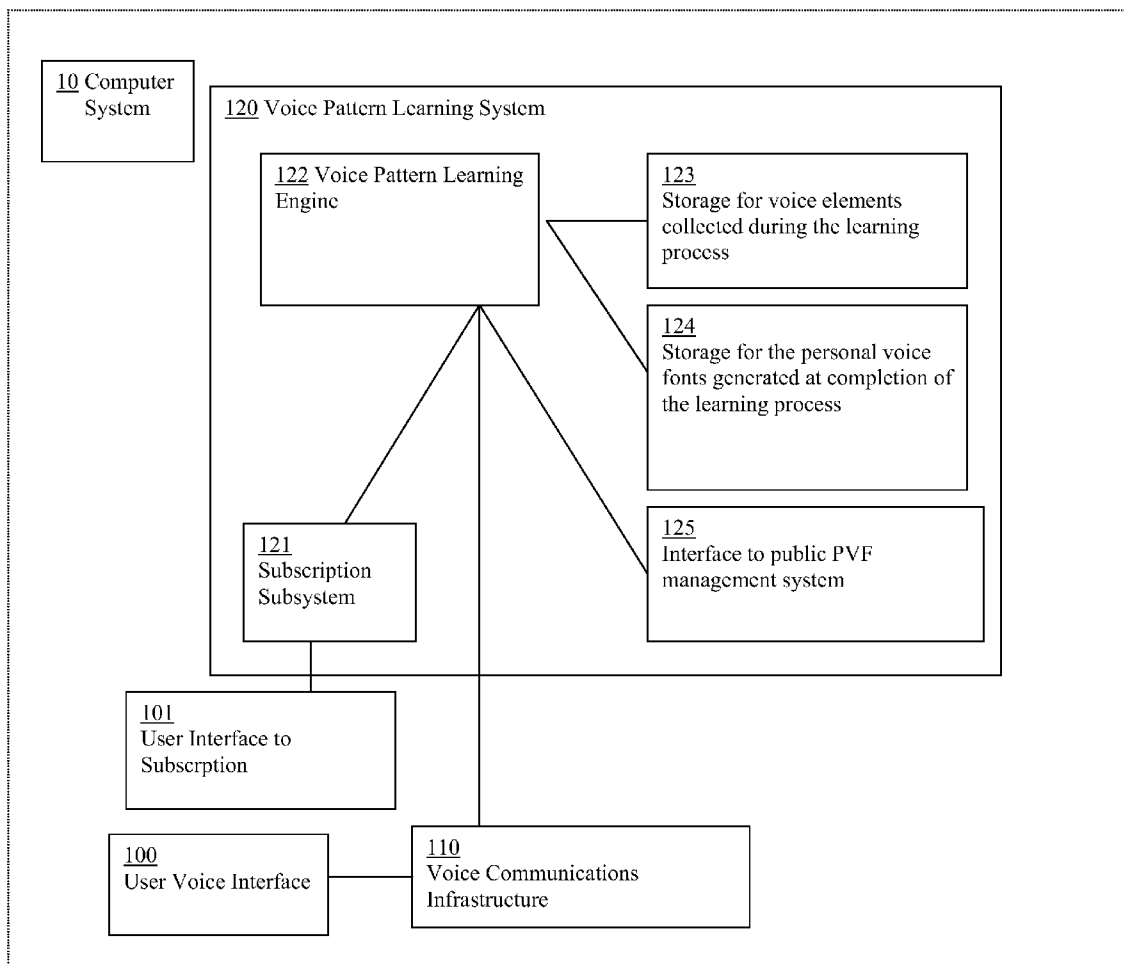 10 Computer
System
120 Voice Pattern Learning System
122 Voice Pattern Learning
Engine
123
Storage for voice elements
collected during the learning
process
124
Storage for the personal voice
fonts generated at completion of
the learning process
121
Subscription
Subsystem
125
Interface to public PVF
management system
101
User Interface to
Subscrption
100
User Voice Interface
110
Voice Communications
Infrastructure